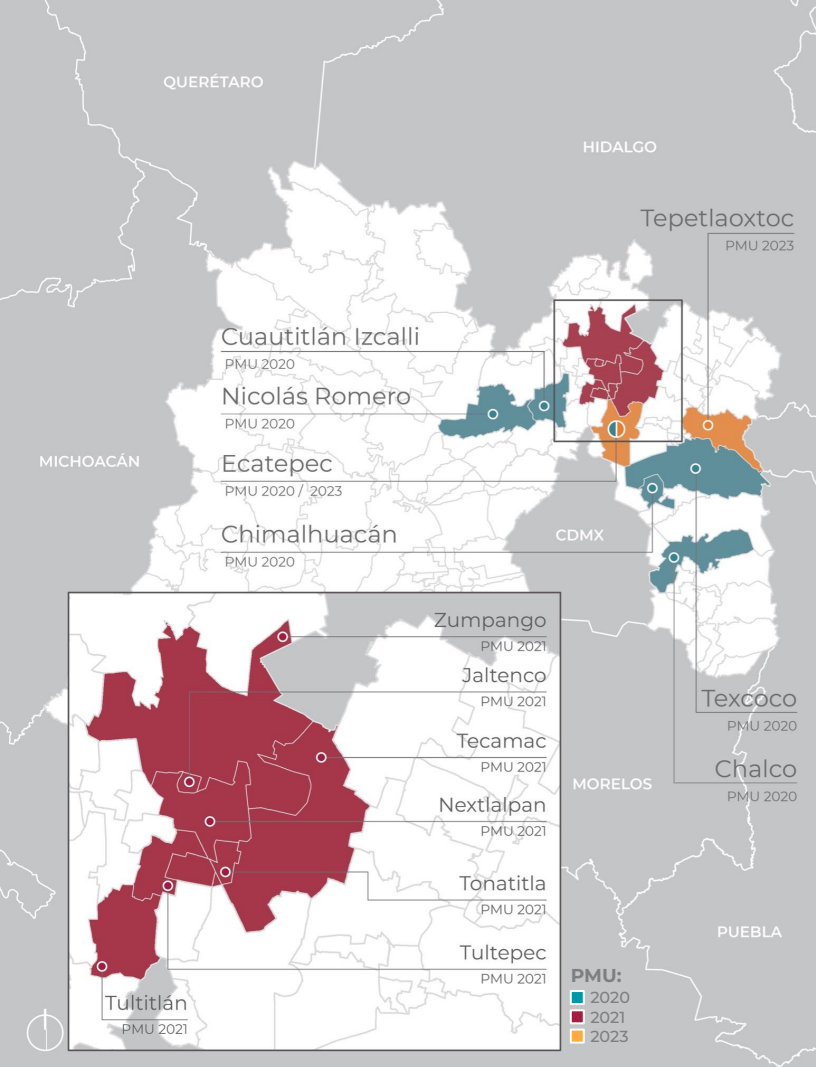 QUERÉTARO
HIDALGO
Tepetlaoxtoc
PMU 2023
Cuautitlán Izcalli
PMU 2020
Nicolás Romero
PMU 2020
MICHOACÁN
Ecatepec
PMU 2020 / 2023
Chimalhuacán
PMU 2020
CDMX
Zumpango
PMU 2021
Jaltenco
PMU 2021
Tecamac
PMU 2021
Nextlalpan
PMU 2021
Tonatitla
PMU 2021
Tultepec
PMU 2021
Tultitlán
PMU 2021
Texcoco
PMU 2020
Chalco
PMU 2020
MORELOS
PUEBLA
PMU:
2020
2021
2023